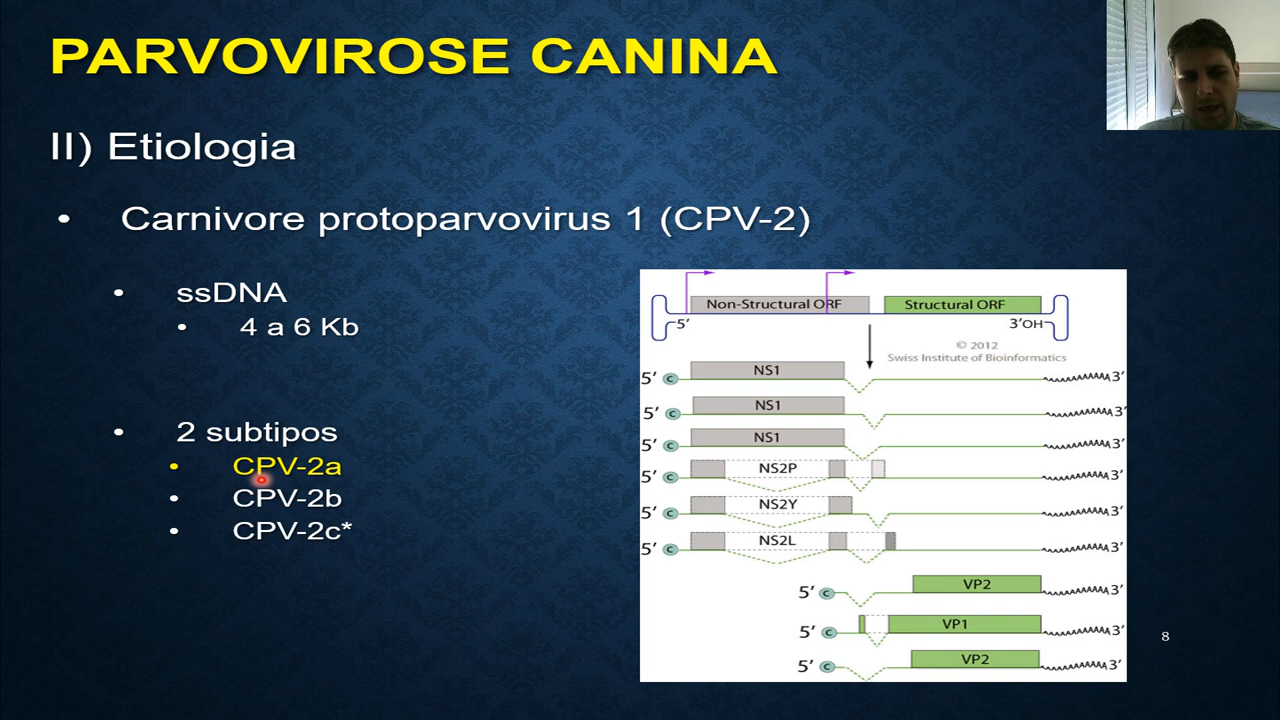 PARVOVIROSE CANINA
II) Etiologia
• Carnivore protoparvovirus 1 (CPV-2)
• ssDNA
• 4 a 6 Kb
• 2 subtipos
• CPV-2a
• CPV-2b
• CPV-2c*
Non-Structural ORF Structural ORF
5’ 3’OH
© 2012
Swiss Institute of Bioinformatics
5’ C NS1 3’
5’ C NS1 3’
5’ C NS1 3’
5’ C NS2P 3’
5’ C NS2Y 3’
5’ C NS2L 3’
5’ C VP2 3’
5’ C VP1 3’
5’ C VP2 3’
8